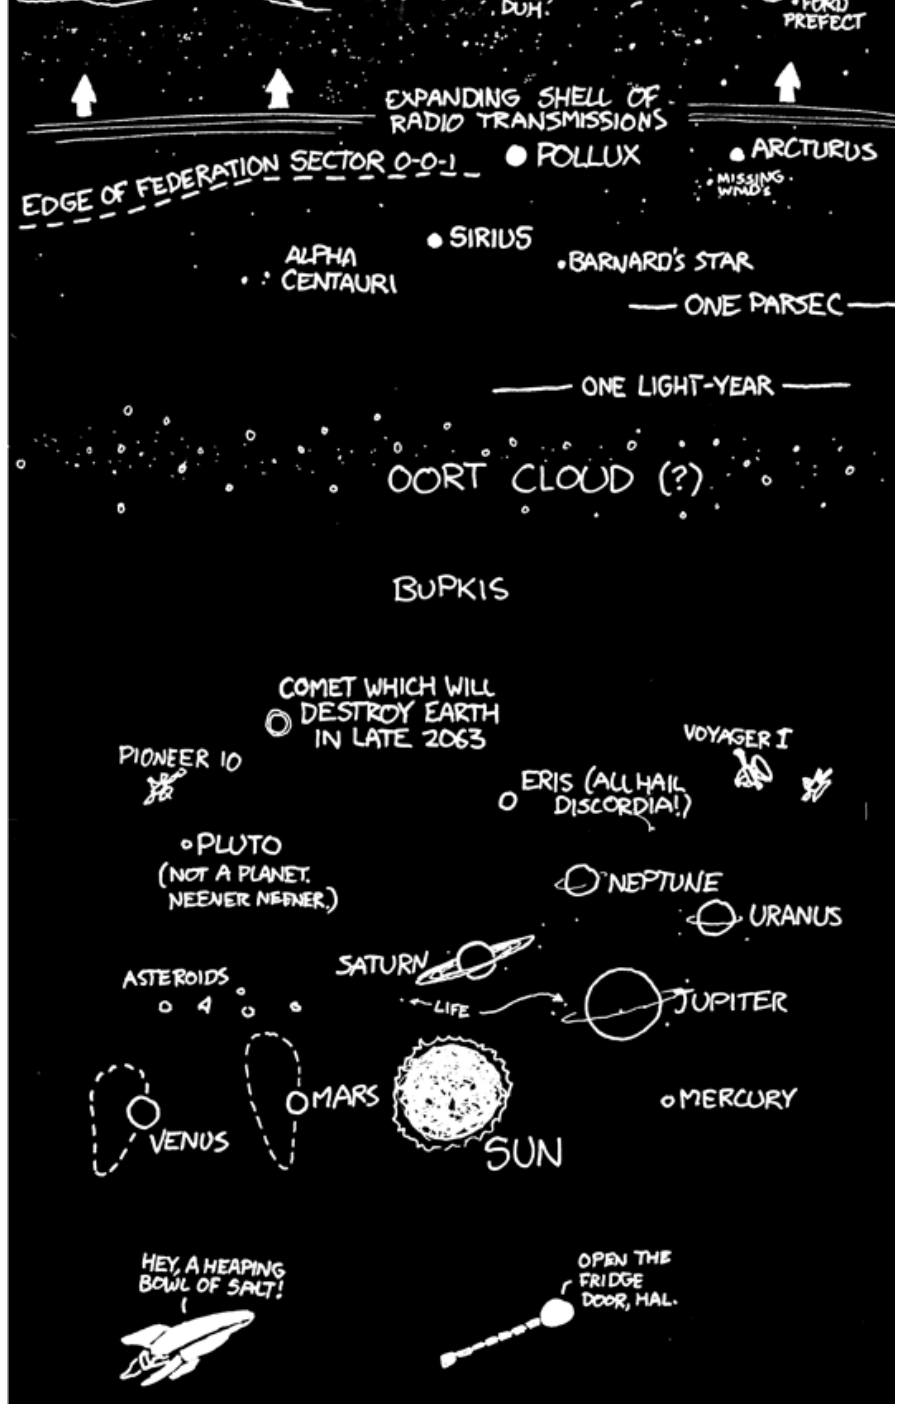 DUH.
FORD
PREFECT
EXPANDING SHELL OF
RADIO TRANSMISSIONS
EDGE OF FEDERATION SECTOR 0-0-1
POLLUX
ARCTURUS
MISSING
WMD'S
SIRIUS
ALPHA
CENTAURI
BARNARD'S STAR
ONE PARSEC
ONE LIGHT-YEAR
OORT CLOUD (?)
BUPKIS
COMET WHICH WILL
DESTROY EARTH
IN LATE 2063
PIONEER 10
VOYAGER I
ERIS (ALL HAIL
DISCORDIA!)
PLUTO
(NOT A PLANET.
NEENER NEENER.)
NEPTUNE
URANUS
SATURN
ASTEROIDS
LIFE
JUPITER
MARS
MERCURY
VENUS
SUN
HEY, A HEAPING
BOWL OF SALT!
OPEN THE
FRIDGE
DOOR, HAL.